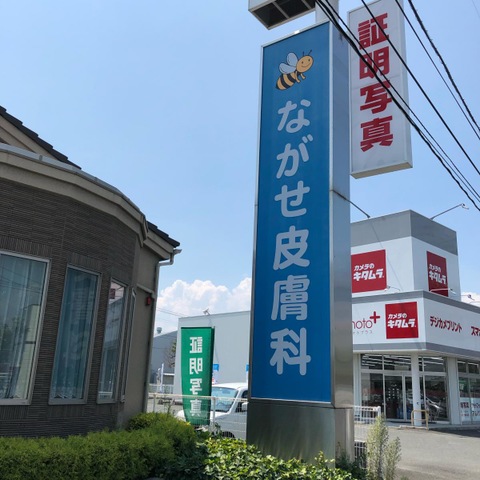 証明写真
ながせ皮膚科
カメラの
キタムラ
カメラの
キタムラ
カメラの
キタムラ
デジカメプリント
証明写